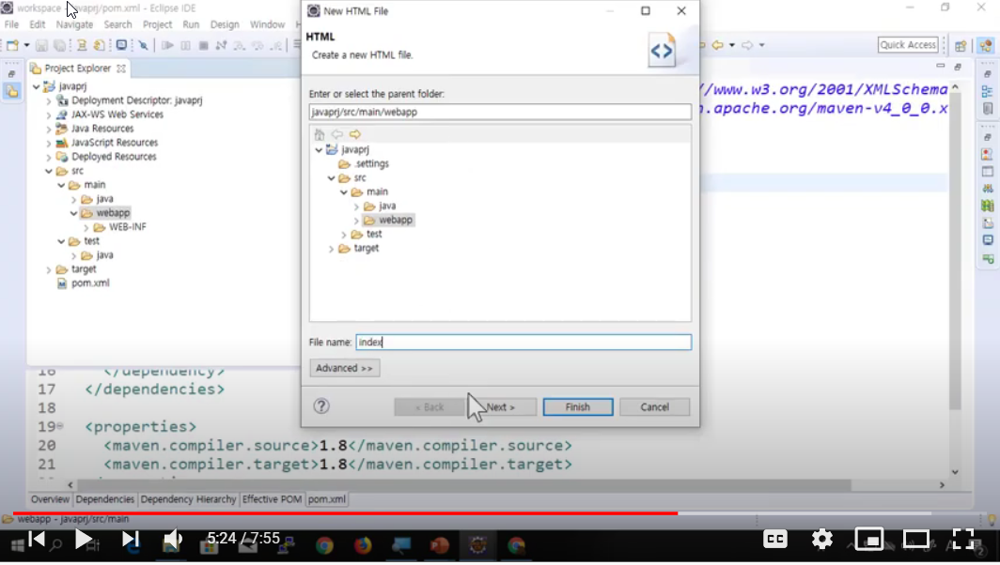 workspace - javaprj/pom.xml - Eclipse IDE
File Edit Navigate Search Project Run Design Window H
Quick Access
Project Explorer
javaprj
Deployment Descriptor: javaprj
JAX-WS Web Services
Java Resources
JavaScript Resources
Deployed Resources
src
main
java
webapp
WEB-INF
test
java
target
pom.xml
New HTML File
HTML
Create a new HTML file.
Enter or select the parent folder:
javaprj/src/main/webapp
javaprj
.settings
src
main
java
webapp
test
target
File name: index
Advanced >>
< Back Next > Finish Cancel
//www.w3.org/2001/XMLSchema
.apache.org/maven-v4_0_0.x
16 </dependency>
17 </dependencies>
18
19 <properties>
20 <maven.compiler.source>1.8</maven.compiler.source>
21 <maven.compiler.target>1.8</maven.compiler.target>
Overview Dependencies Dependency Hierarchy Effective POM pom.xml
webapp - javaprj/src/main
5:24 / 7:55
CC